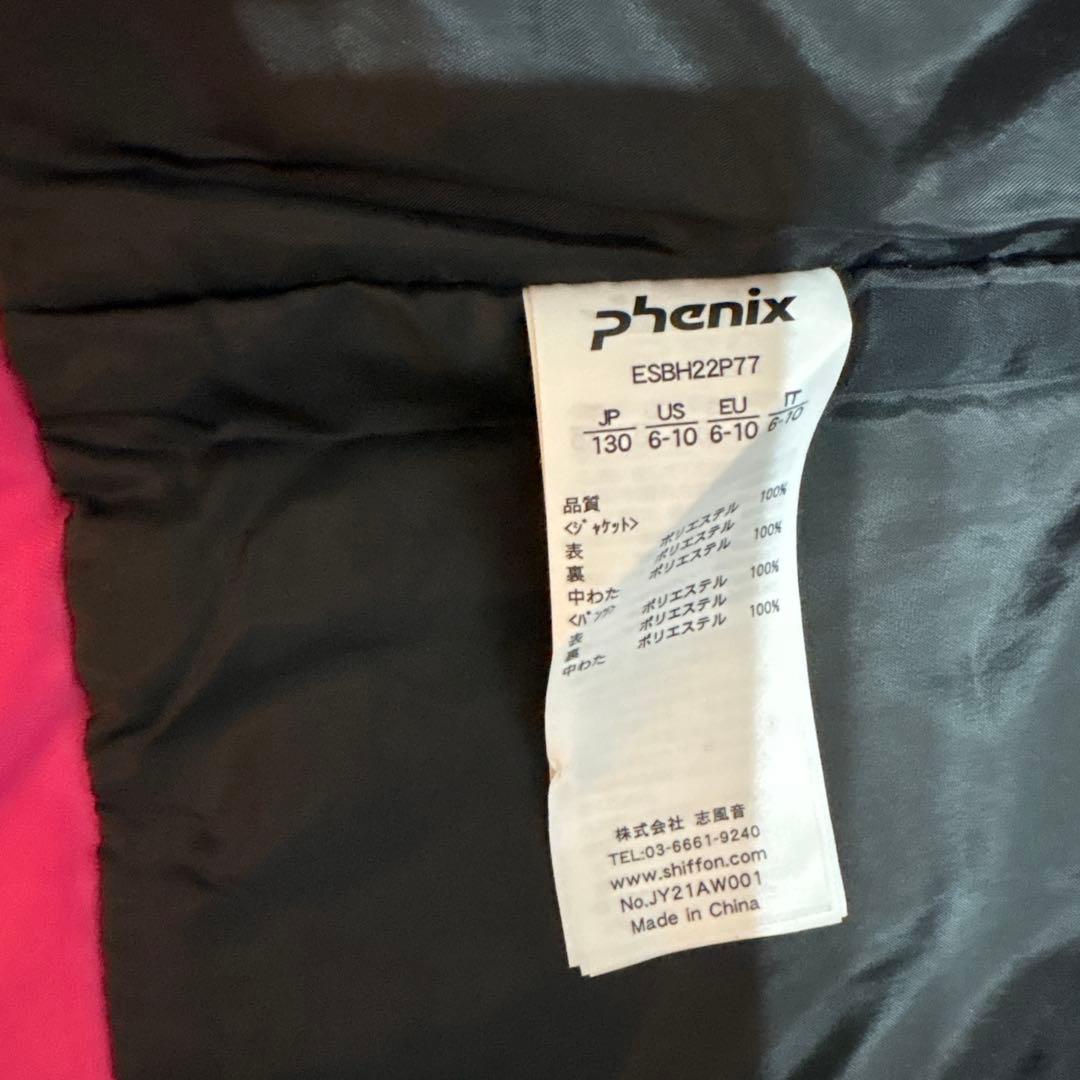 phenix
ESBH22P77
JP US EU IT
130 6-10 6-10 6-10
品質
<ジャケット>
表 ポリエステル 100%
裏 ポリエステル 100%
中わた ポリエステル 100%
<パンツ>
表 ポリエステル 100%
裏 ポリエステル
中わた ポリエステル
株式会社 志風音
TEL:03-6661-9240
www.shiffon.com
No.JY21AW001
Made in China